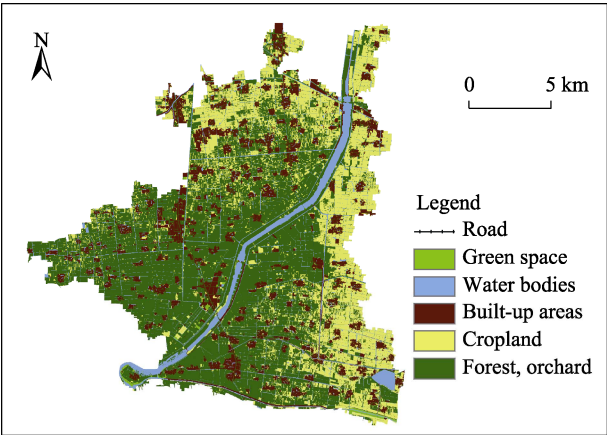 N
0 5 km
Legend
Road
Green space
Water bodies
Built-up areas
Cropland
Forest, orchard